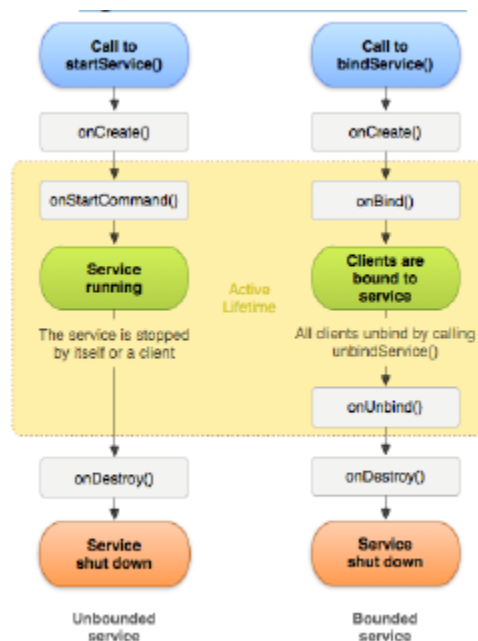 Call to
startService()
onCreate()
onStartCommand()
Service
running
The service is stopped
by itself or a client
onDestroy()
Service
shut down
Unbounded
service
Active
Lifetime
Call to
bindService()
onCreate()
onBind()
Clients are
bound to
service
All clients unbind by calling
unbindService()
onUnbind()
onDestroy()
Service
shut down
Bounded
service